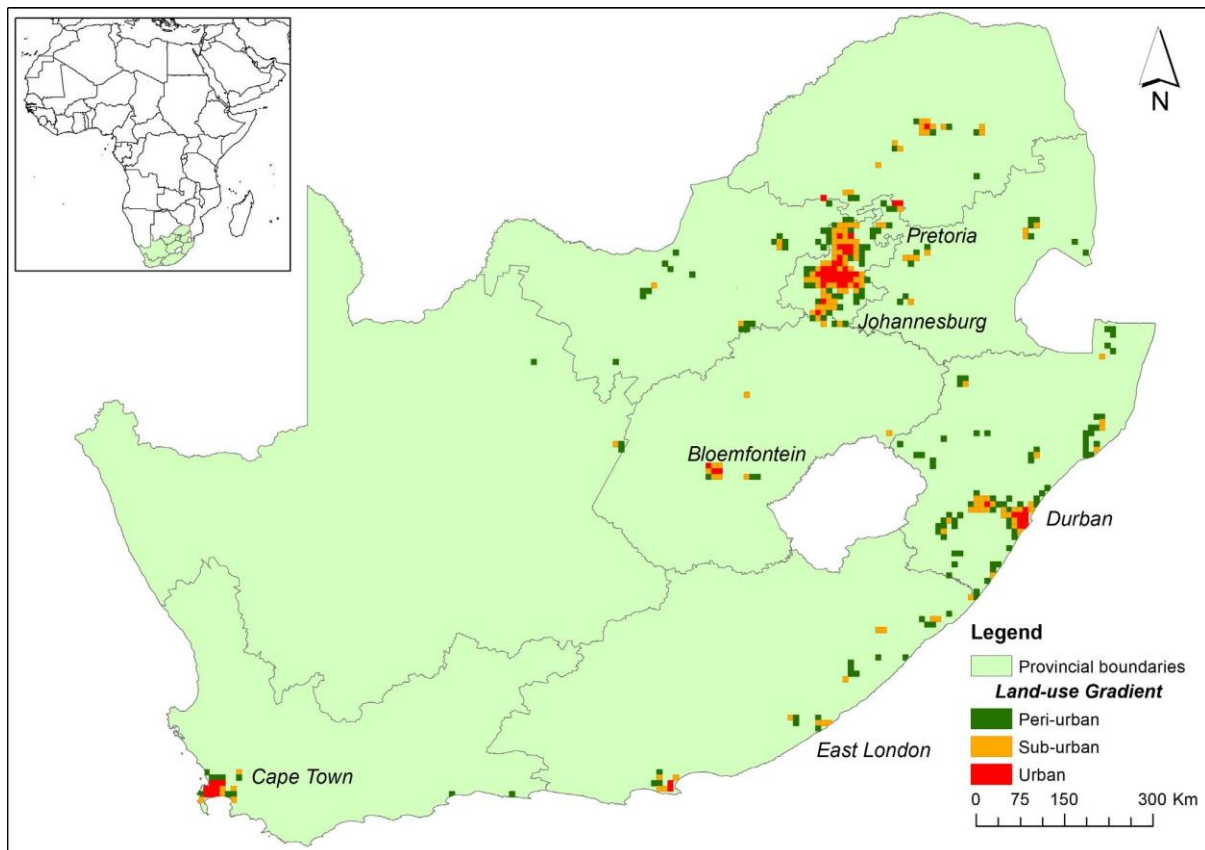 N
Pretoria
Johannesburg
Bloemfontein
Durban
Legend
Provincial boundaries
Land-use Gradient
Peri-urban
Sub-urban
Urban
0 75 150 300 Km
East London
Cape Town